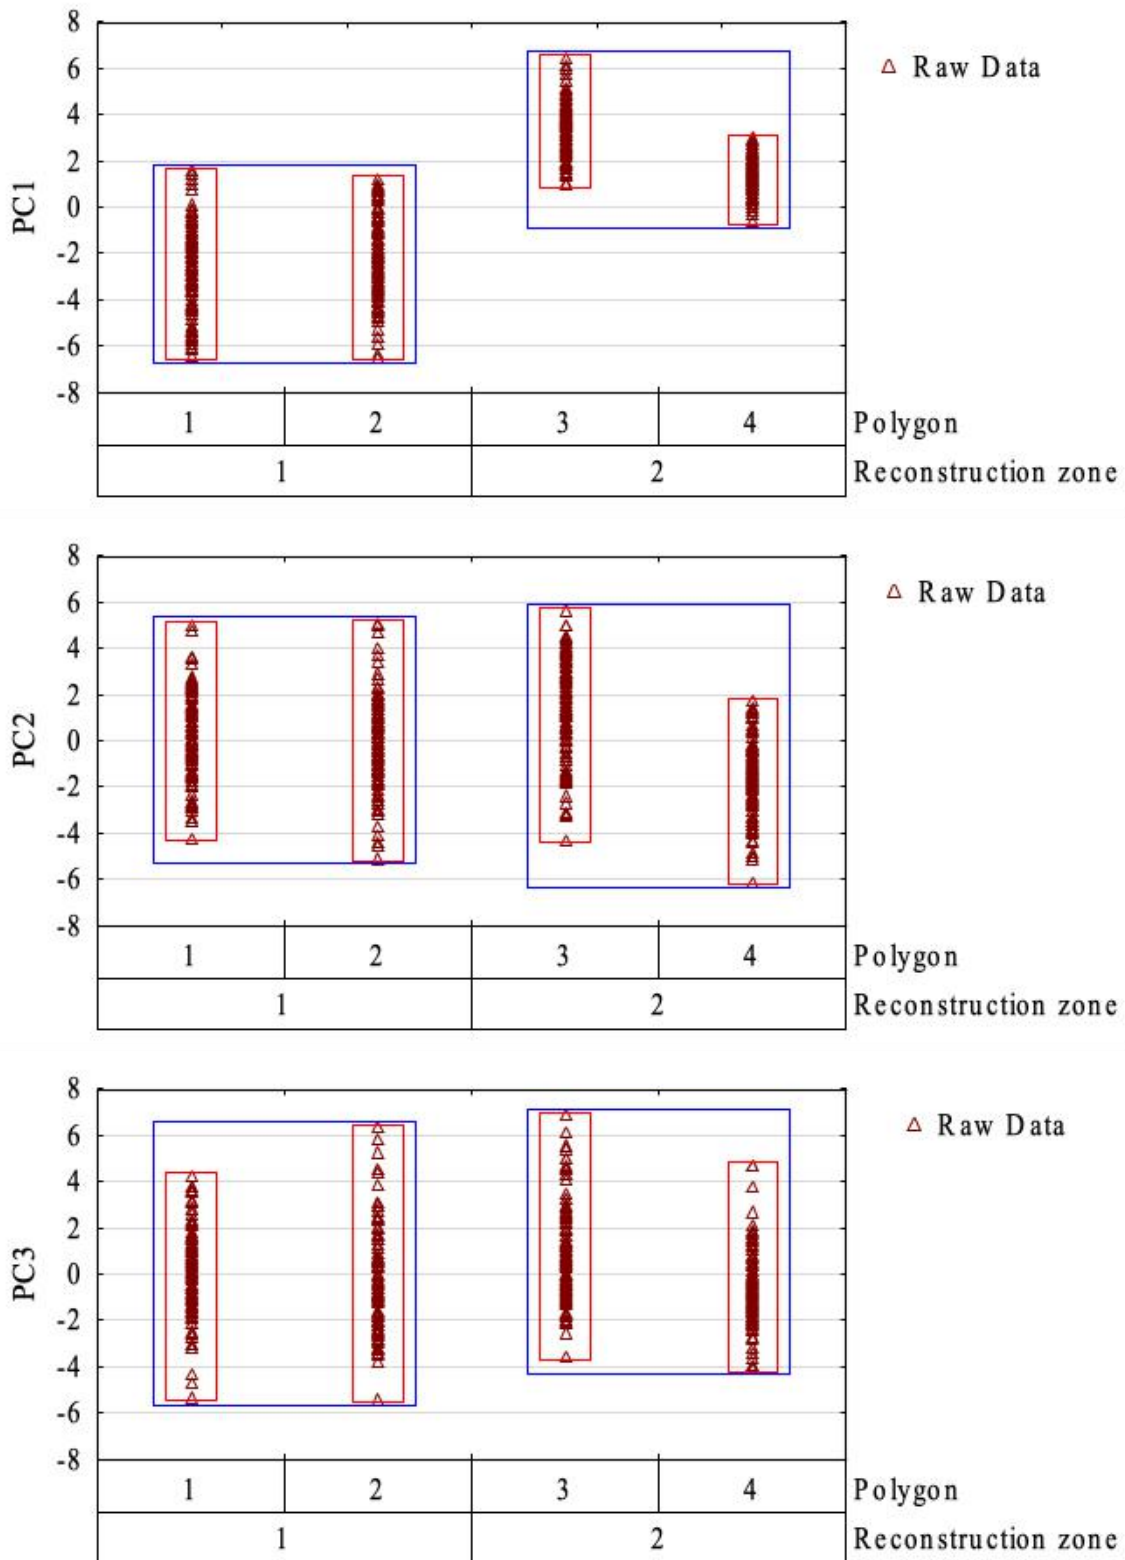 8
6
Raw Data
4
2
0
-2
-4
-6
-8
PC1
1 2 3 4 Polygon
1 2 Reconstruction zone
8
6
Raw Data
4
2
0
-2
-4
-6
-8
PC2
1 2 3 4 Polygon
1 2 Reconstruction zone
8
6
Raw Data
4
2
0
-2
-4
-6
-8
PC3
1 2 3 4 Polygon
1 2 Reconstruction zone